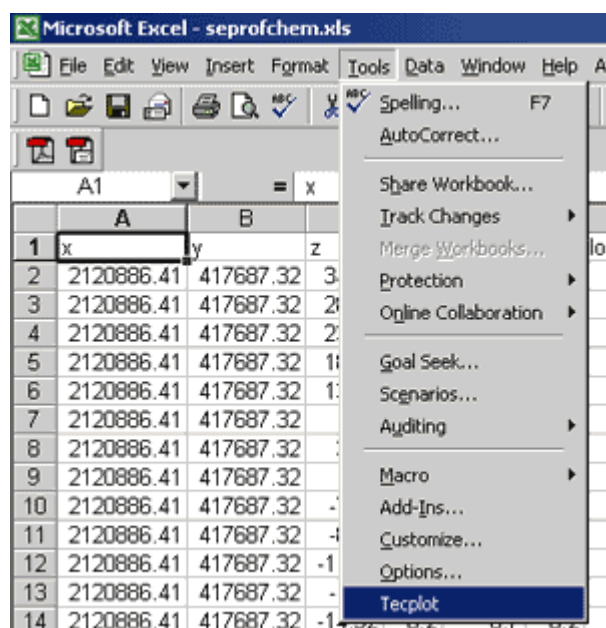 Microsoft Excel - seprofchem.xls
File Edit View Insert Format Tools Data Window Help
Spelling... F7
AutoCorrect...
Share Workbook...
Track Changes
Merge Workbooks...
Protection
Online Collaboration
Goal Seek...
Scenarios...
Auditing
Macro
Add-Ins...
Customize...
Options...
Tecplot
A1 = x
A B
1 x y z
2 2120886.41 417687.32
3 2120886.41 417687.32
4 2120886.41 417687.32
5 2120886.41 417687.32
6 2120886.41 417687.32
7 2120886.41 417687.32
8 2120886.41 417687.32
9 2120886.41 417687.32
10 2120886.41 417687.32
11 2120886.41 417687.32
12 2120886.41 417687.32
13 2120886.41 417687.32
14 2120886.41 417687.32